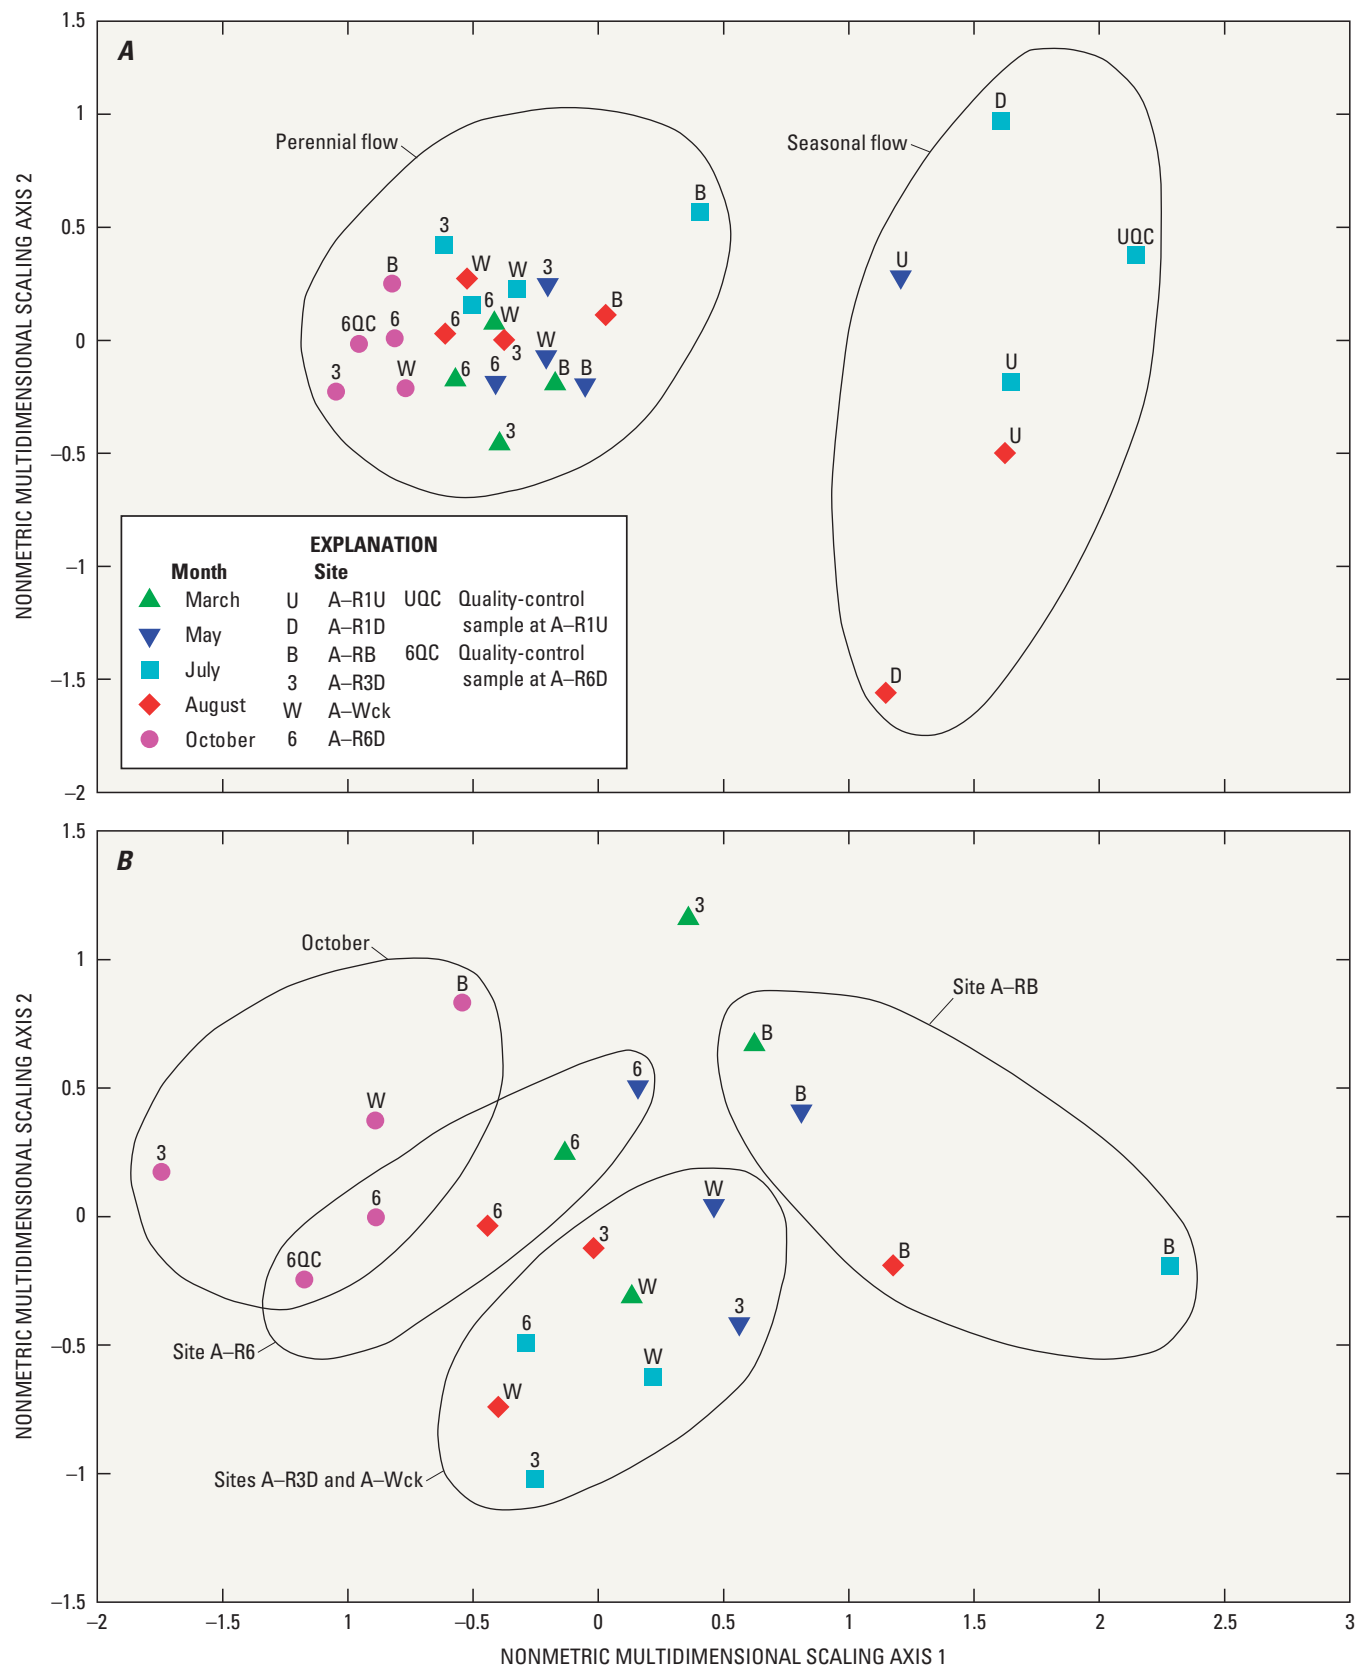 A
1.5
1
0.5
0
–0.5
–1
–1.5
–2
NONMETRIC MULTIDIMENSIONAL SCALING AXIS 2
Perennial flow
Seasonal flow
D
B
UQC
3
U
W
W
3
B
6
B
6QC
6
6
W
3
W
U
3
W
6
6
B
B
3
U
D
EXPLANATION
Month
Site
March
U A–R1U UQC Quality-control
sample at A–R1U
D A–R1D
May
B A–RB 6QC Quality-control
sample at A–R6D
July
3 A–R3D
August
W A–Wck
October
6 A–R6D
B
1.5
1
0.5
0
–0.5
–1
–1.5
NONMETRIC MULTIDIMENSIONAL SCALING AXIS 2
3
October
B
Site A–RB
B
6
B
W
6
3
W
6
6
3
B
B
6QC
W
3
6
Site A–R6
W
W
3
Sites A–R3D and A–Wck
–2 –1.5 1 –0.5 0 0.5 1 1.5 2 2.5 3
NONMETRIC MULTIDIMENSIONAL SCALING AXIS 1